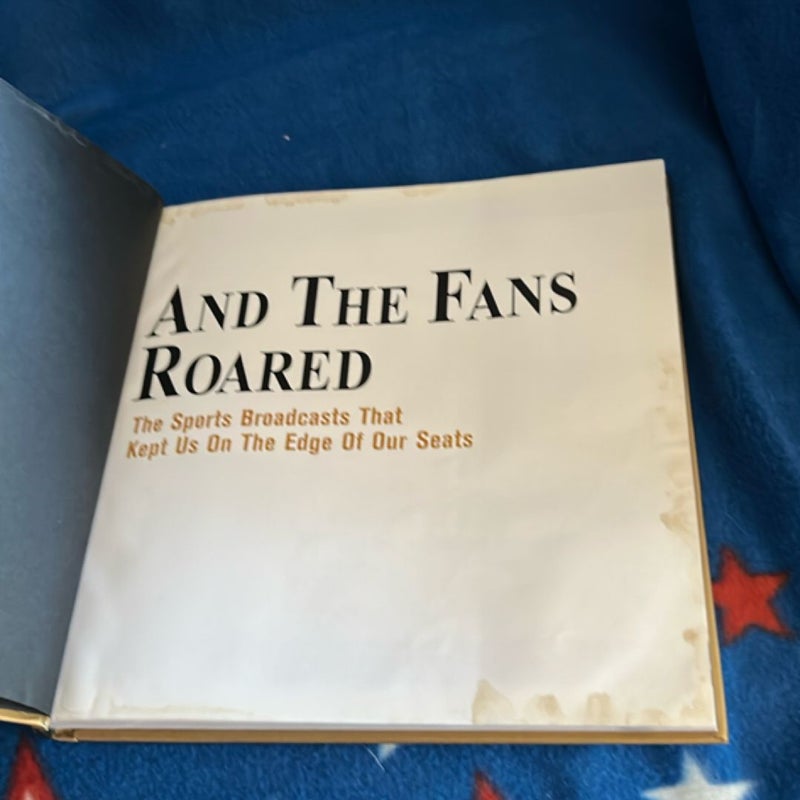 AND THE FANS
ROARED
The Sports Broadcasts That
Kept Us On The Edge Of Our Seats